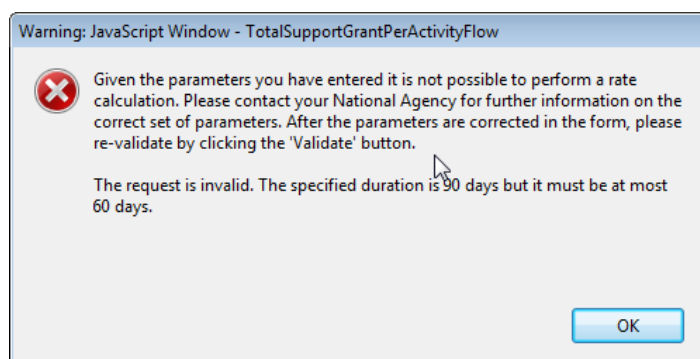 Warning: JavaScript Window - TotalSupportGrantPerActivityFlow
Given the parameters you have entered it is not possible to perform a rate
calculation. Please contact your National Agency for further information on the
correct set of parameters. After the parameters are corrected in the form, please
re-validate by clicking the 'Validate' button.
The request is invalid. The specified duration is 90 days but it must be at most
60 days.
OK